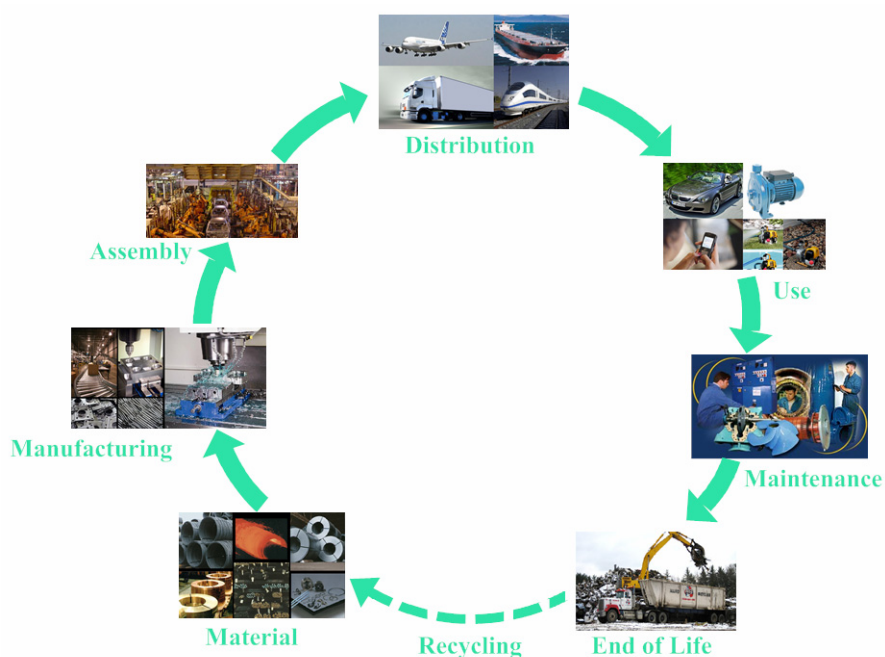 Distribution
Assembly
Use
Manufacturing
Maintenance
Material
Recycling
End of Life